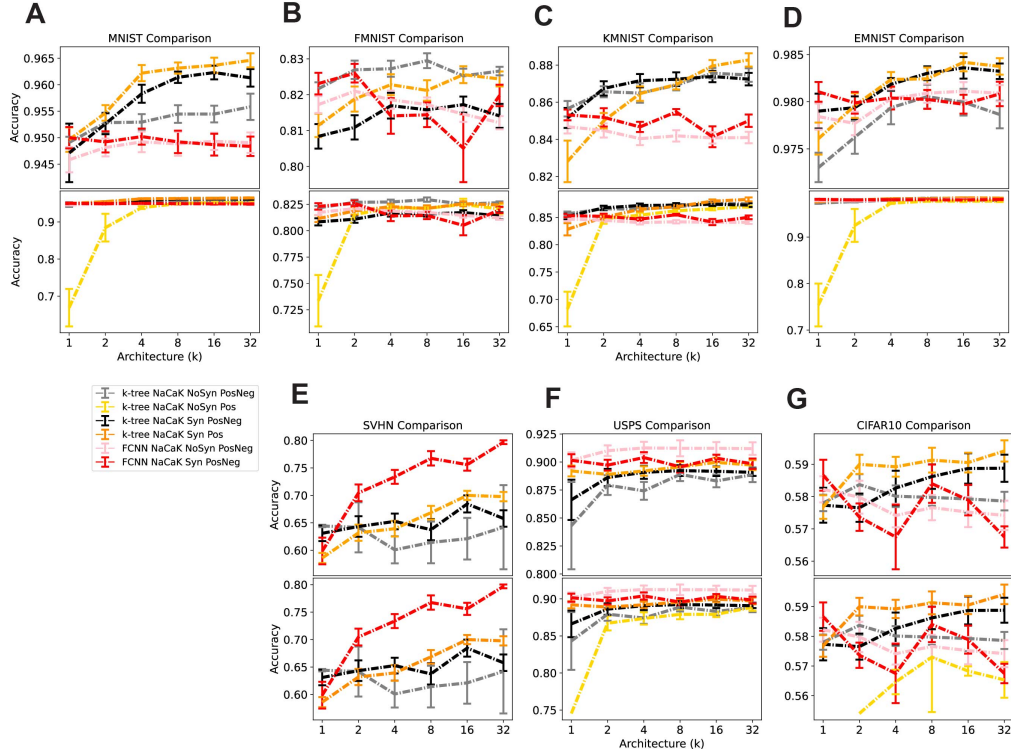 A
B
C
D
MNIST Comparison
FMNIST Comparison
KMNIST Comparison
EMNIST Comparison
Accuracy
0.965
0.960
0.955
0.950
0.945
0.83
0.82
0.81
0.80
0.88
0.86
0.84
0.82
0.985
0.980
0.975
Accuracy
0.9
0.8
0.7
0.825
0.800
0.775
0.750
0.725
0.85
0.80
0.75
0.70
0.65
0.9
0.8
0.7
1 2 4 8 16 32
1 2 4 8 16 32
1 2 4 8 16 32
1 2 4 8 16 32
Architecture (k)
Architecture (k)
Architecture (k)
Architecture (k)
k-tree NaCaK NoSyn PosNeg
k-tree NaCaK NoSyn Pos
k-tree NaCaK Syn PosNeg
k-tree NaCaK Syn Pos
FCNN NaCaK NoSyn PosNeg
FCNN NaCaK Syn PosNeg
E
F
G
SVHN Comparison
USPS Comparison
CIFAR10 Comparison
Accuracy
0.80
0.75
0.70
0.65
0.60
0.925
0.900
0.875
0.850
0.825
0.800
0.59
0.58
0.57
0.56
Accuracy
0.80
0.75
0.70
0.65
0.60
0.90
0.85
0.80
0.75
0.59
0.58
0.57
0.56
1 2 4 8 16 32
1 2 4 8 16 32
1 2 4 8 16 32
Architecture (k)